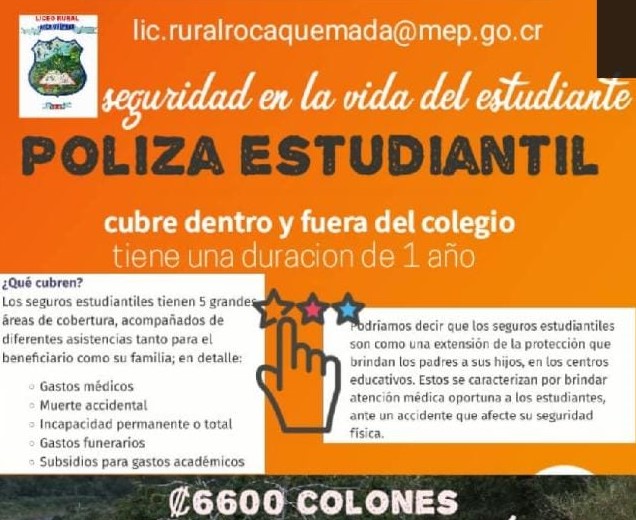 LICEO RURAL
lic.ruralrocaquemada@mep.go.cr
seguridad en la vida del estudiante
POLIZA ESTUDIANTIL
cubre dentro y fuera del colegio
tiene una duracion de 1 año
¿Qué cubren?
Los seguros estudiantiles tienen 5 grandes
áreas de cobertura, acompañados de
diferentes asistencias tanto para el
beneficiario como su familia; en detalle:
◦ Gastos médicos
◦ Muerte accidental
◦ Incapacidad permanente o total
◦ Gastos funerarios
◦ Subsidios para gastos académicos
Podríamos decir que los seguros estudiantiles
son como una extensión de la protección que
brindan los padres a sus hijos, en los centros
educativos. Estos se caracterizan por brindar
atención médica oportuna a los estudiantes,
ante un accidente que afecte su seguridad
física.
₡6600 COLONES